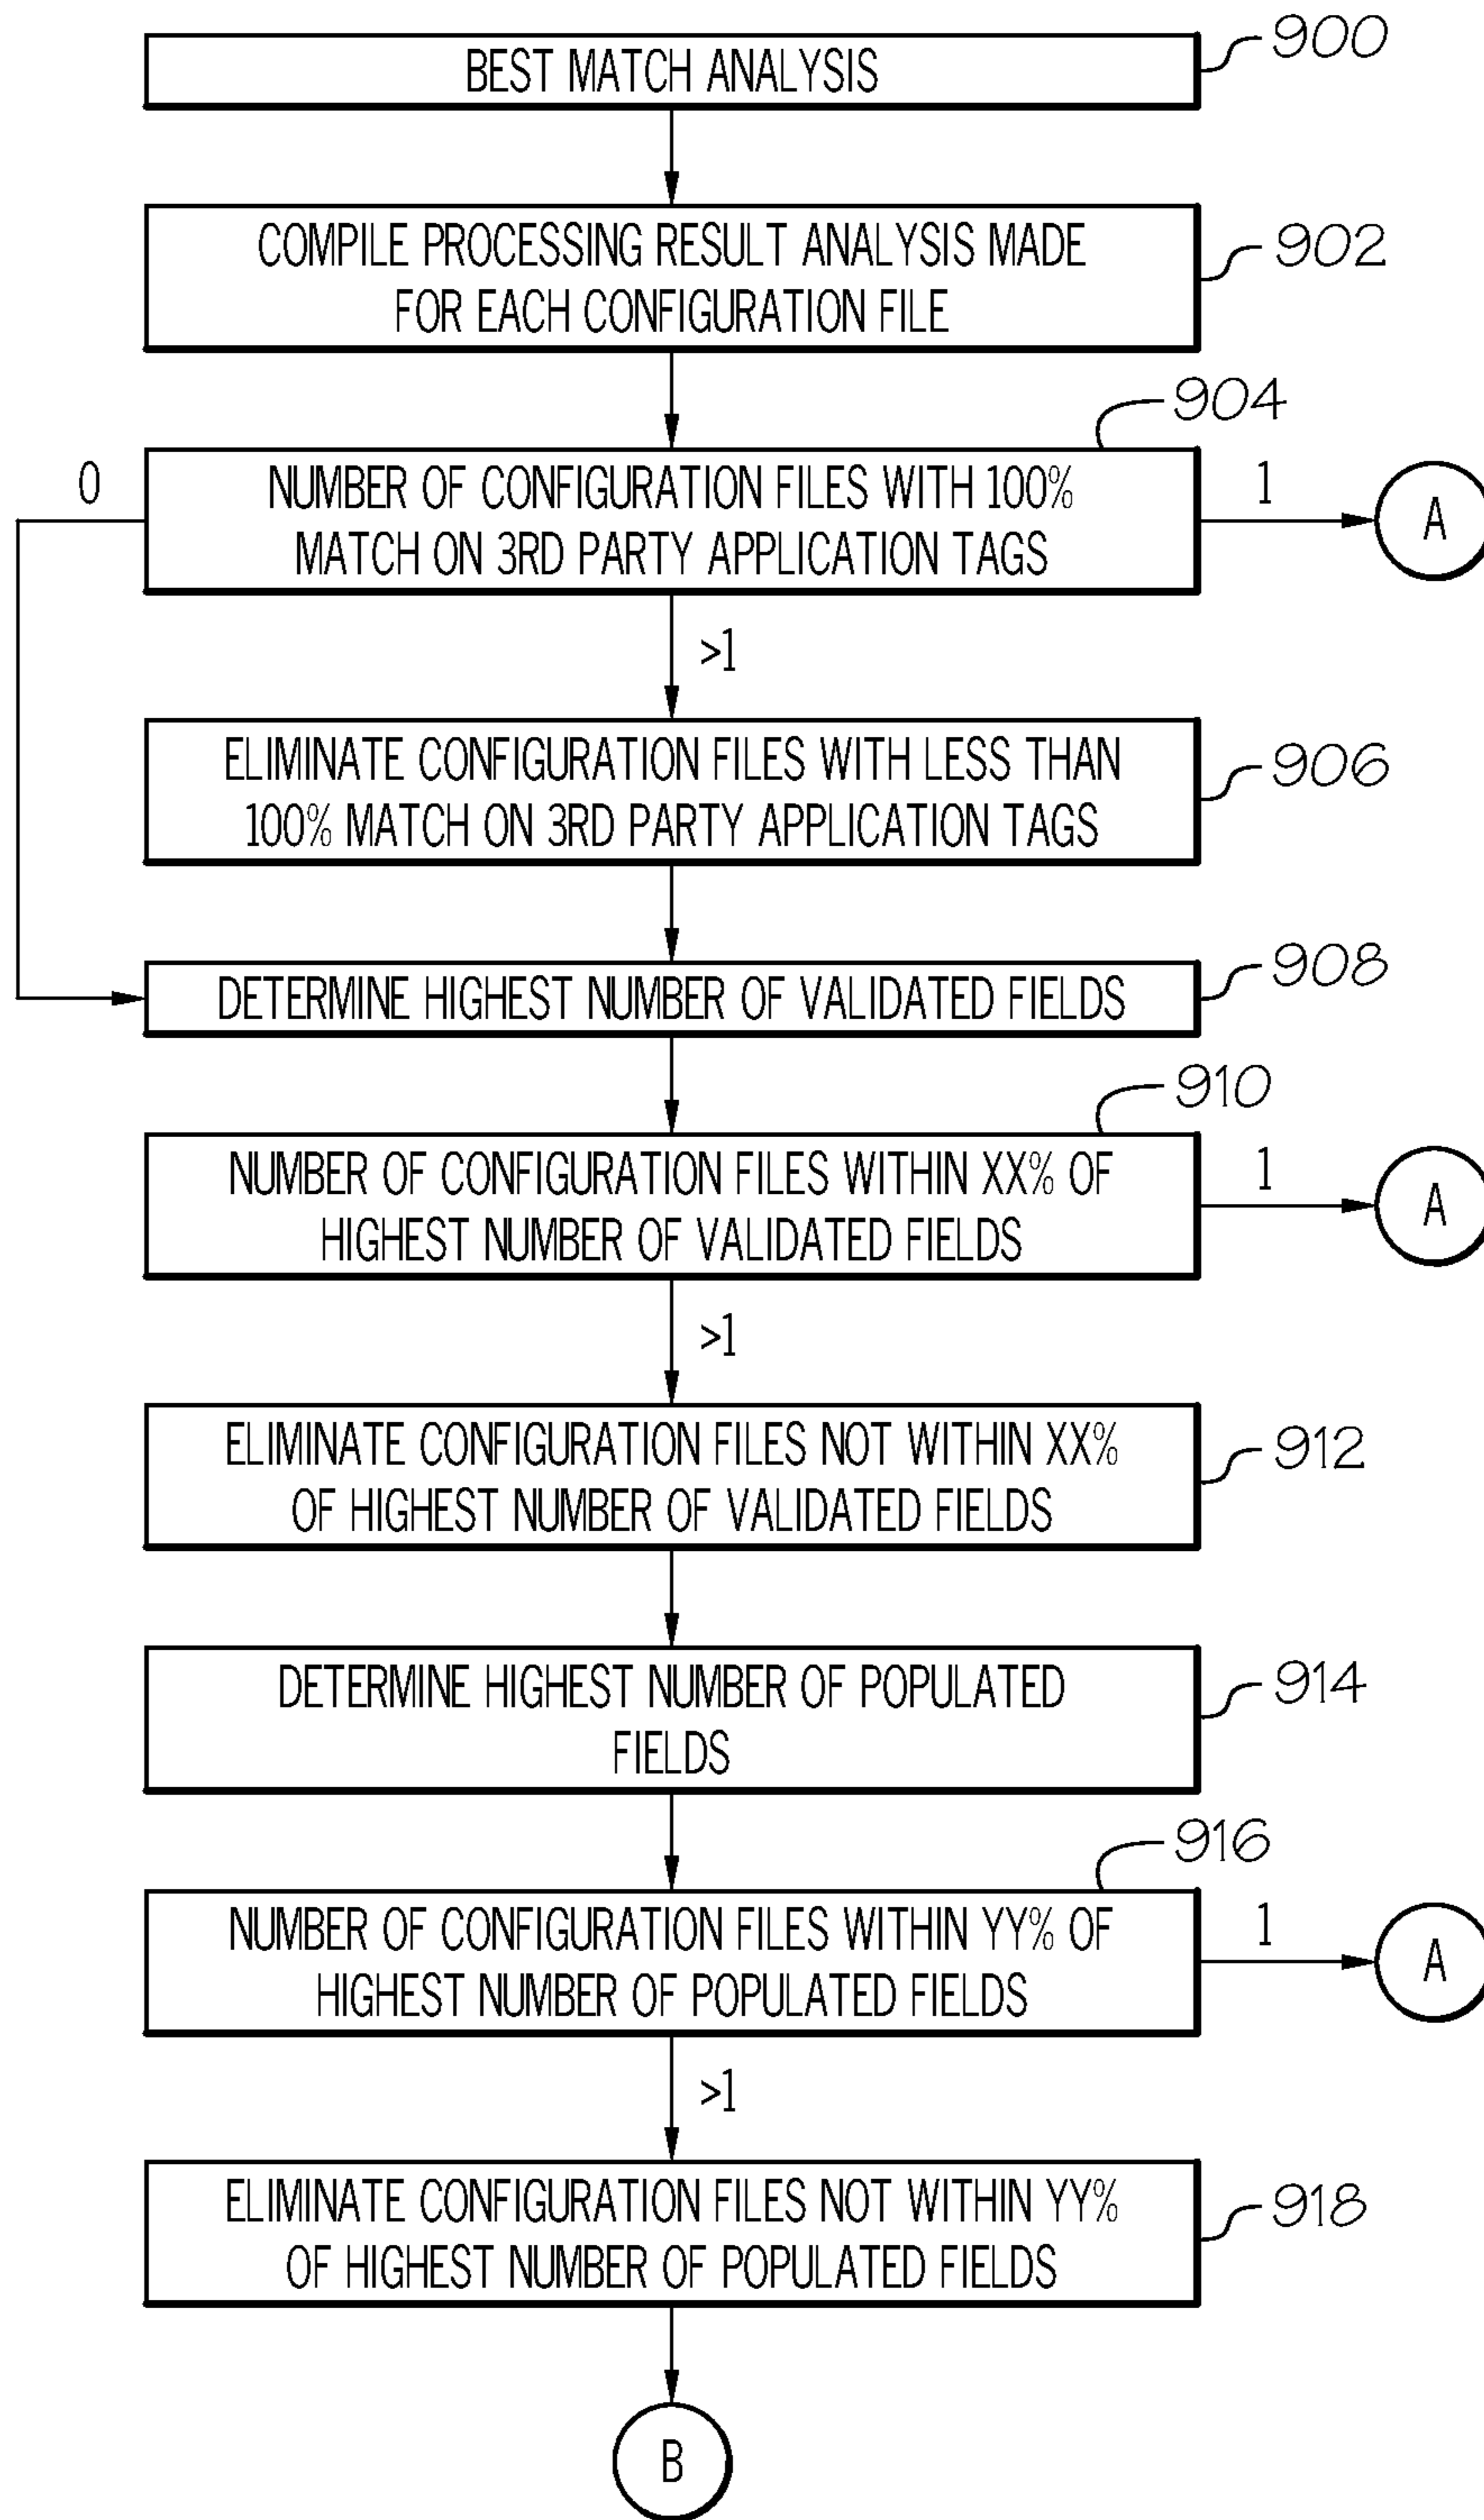 BEST MATCH ANALYSIS
900
COMPILE PROCESSING RESULT ANALYSIS MADE
FOR EACH CONFIGURATION FILE
902
904
0
NUMBER OF CONFIGURATION FILES WITH 100%
MATCH ON 3RD PARTY APPLICATION TAGS
1
A
>1
ELIMINATE CONFIGURATION FILES WITH LESS THAN
100% MATCH ON 3RD PARTY APPLICATION TAGS
906
DETERMINE HIGHEST NUMBER OF VALIDATED FIELDS
908
910
NUMBER OF CONFIGURATION FILES WITHIN XX% OF
HIGHEST NUMBER OF VALIDATED FIELDS
1
A
>1
ELIMINATE CONFIGURATION FILES NOT WITHIN XX%
OF HIGHEST NUMBER OF VALIDATED FIELDS
912
DETERMINE HIGHEST NUMBER OF POPULATED
FIELDS
914
916
NUMBER OF CONFIGURATION FILES WITHIN YY% OF
HIGHEST NUMBER OF POPULATED FIELDS
1
A
>1
ELIMINATE CONFIGURATION FILES NOT WITHIN YY%
OF HIGHEST NUMBER OF POPULATED FIELDS
918
B